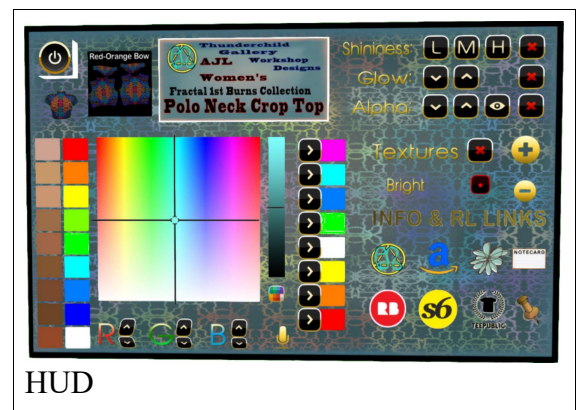 Red-Orange Bow
Thunderchild
Gallery
AJL Workshop
Designs
Women's
Fractal 1st Burns Collection
Polo Neck Crop Top
Shininess: L M H
Glow:
Alpha:
Textures
Bright
INFO & RL LINKS
a
NOTECARD
RB
s6
TEEPUBLIC
R G B
HUD